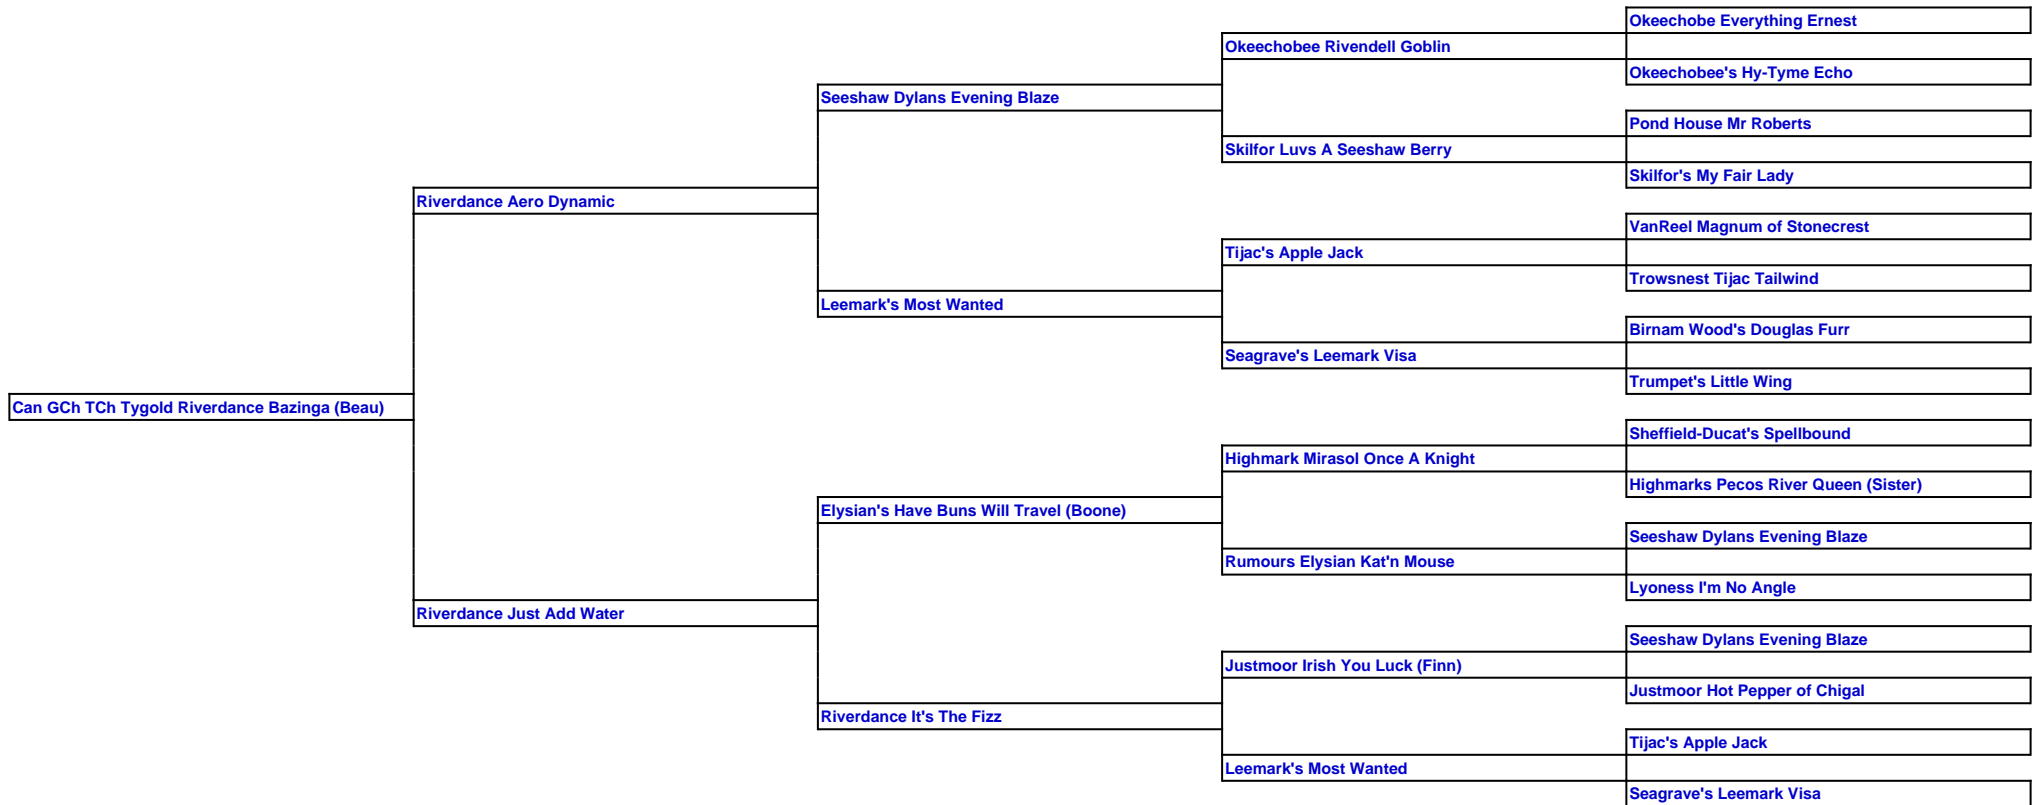 Okeechobe Everything Ernest
Okeechobee Rivendell Goblin
Okeechobee's Hy-Tyme Echo
Seeshaw Dylans Evening Blaze
Pond House Mr Roberts
Skilfor Luvs A Seeshaw Berry
Skilfor's My Fair Lady
Riverdance Aero Dynamic
VanReel Magnum of Stonecrest
Tijac's Apple Jack
Trowsnest Tijac Tailwind
Leemark's Most Wanted
Birnam Wood's Douglas Furr
Seagrave's Leemark Visa
Trumpet's Little Wing
Can GCh TCh Tygold Riverdance Bazinga (Beau)
Sheffield-Ducat's Spellbound
Highmark Mirasol Once A Knight
Highmarks Pecos River Queen (Sister)
Elysian's Have Buns Will Travel (Boone)
Seeshaw Dylans Evening Blaze
Rumours Elysian Kat'n Mouse
Lyoness I'm No Angle
Riverdance Just Add Water
Seeshaw Dylans Evening Blaze
Justmoor Irish You Luck (Finn)
Justmoor Hot Pepper of Chigal
Riverdance It's The Fizz
Tijac's Apple Jack
Leemark's Most Wanted
Seagrave's Leemark Visa